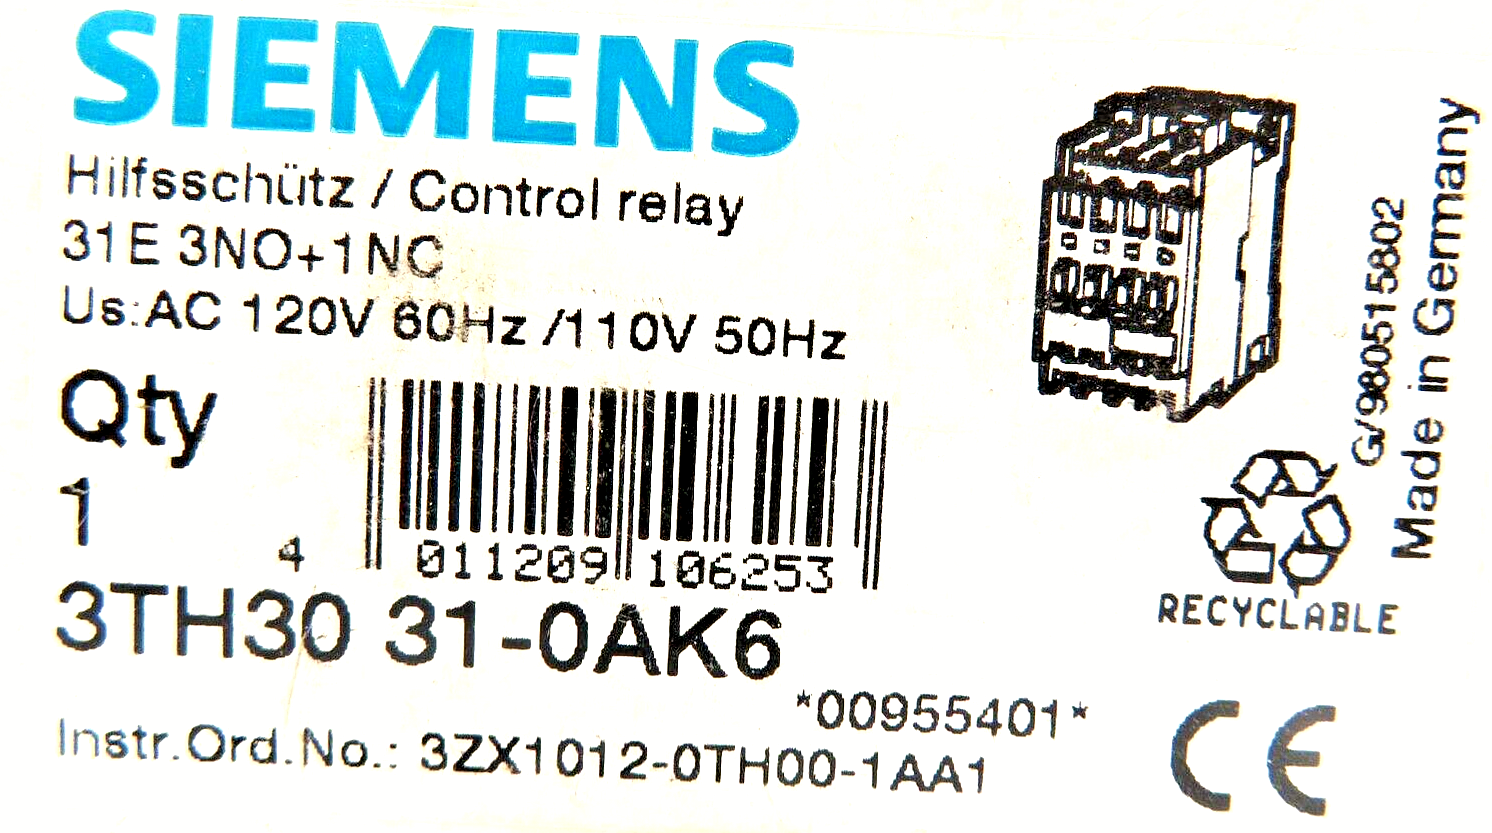 SIEMENS
Hilfsschütz / Control relay
31E 3NO+1NC
Us:AC 120V 60Hz /110V 50Hz
Qty
1
4 011209 106253
3TH30 31-0AK6
*00955401*
Instr.Ord.No.: 3ZX1012-0TH00-1AA1
G/980515802
Made in Germany
RECYCLABLE
CE